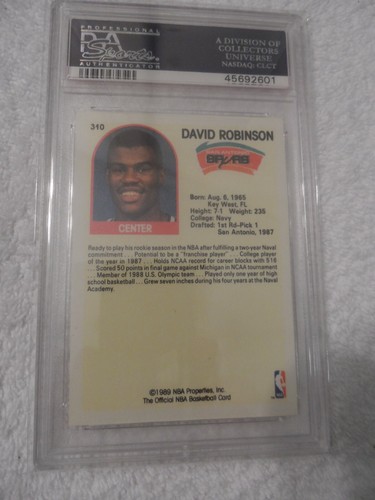 PROFESSIONAL
PSA
Sports
AUTHENTICATOR
A DIVISION OF
COLLECTORS
UNIVERSE
NASDAQ: CLCT
45692601
310
DAVID ROBINSON
SPURS
CENTER
Born: Aug. 6, 1965
Key West, FL
Height: 7-1 Weight: 235
College: Navy
Drafted: 1st Rd-Pick 1
San Antonio, 1987
Ready to play his rookie season in the NBA after fulfilling a two-year Naval
commitment . . . Potential to be a "franchise player" . . . College player
of the year in 1987 . . . Holds NCAA record for career blocks with 516
. . . Scored 50 points in final game against Michigan in NCAA tournament
. . . Member of 1988 U.S. Olympic team . . . Played only one year of high
school basketball . . . Grew seven inches during his four years at the Naval
Academy.
©1989 NBA Properties, Inc.
The Official NBA Basketball Card